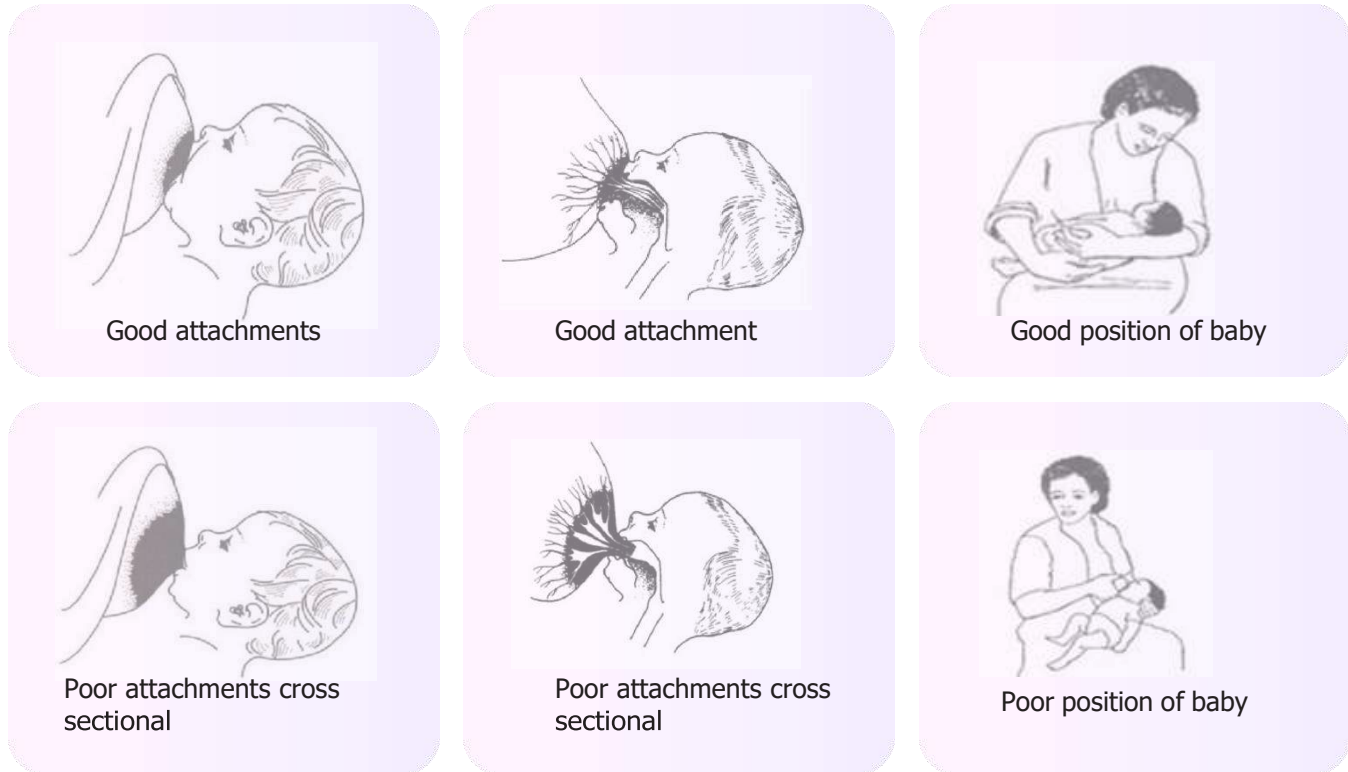 Good attachments
Good attachment
Good position of baby
Poor attachments cross
sectional
Poor attachments cross
sectional
Poor position of baby